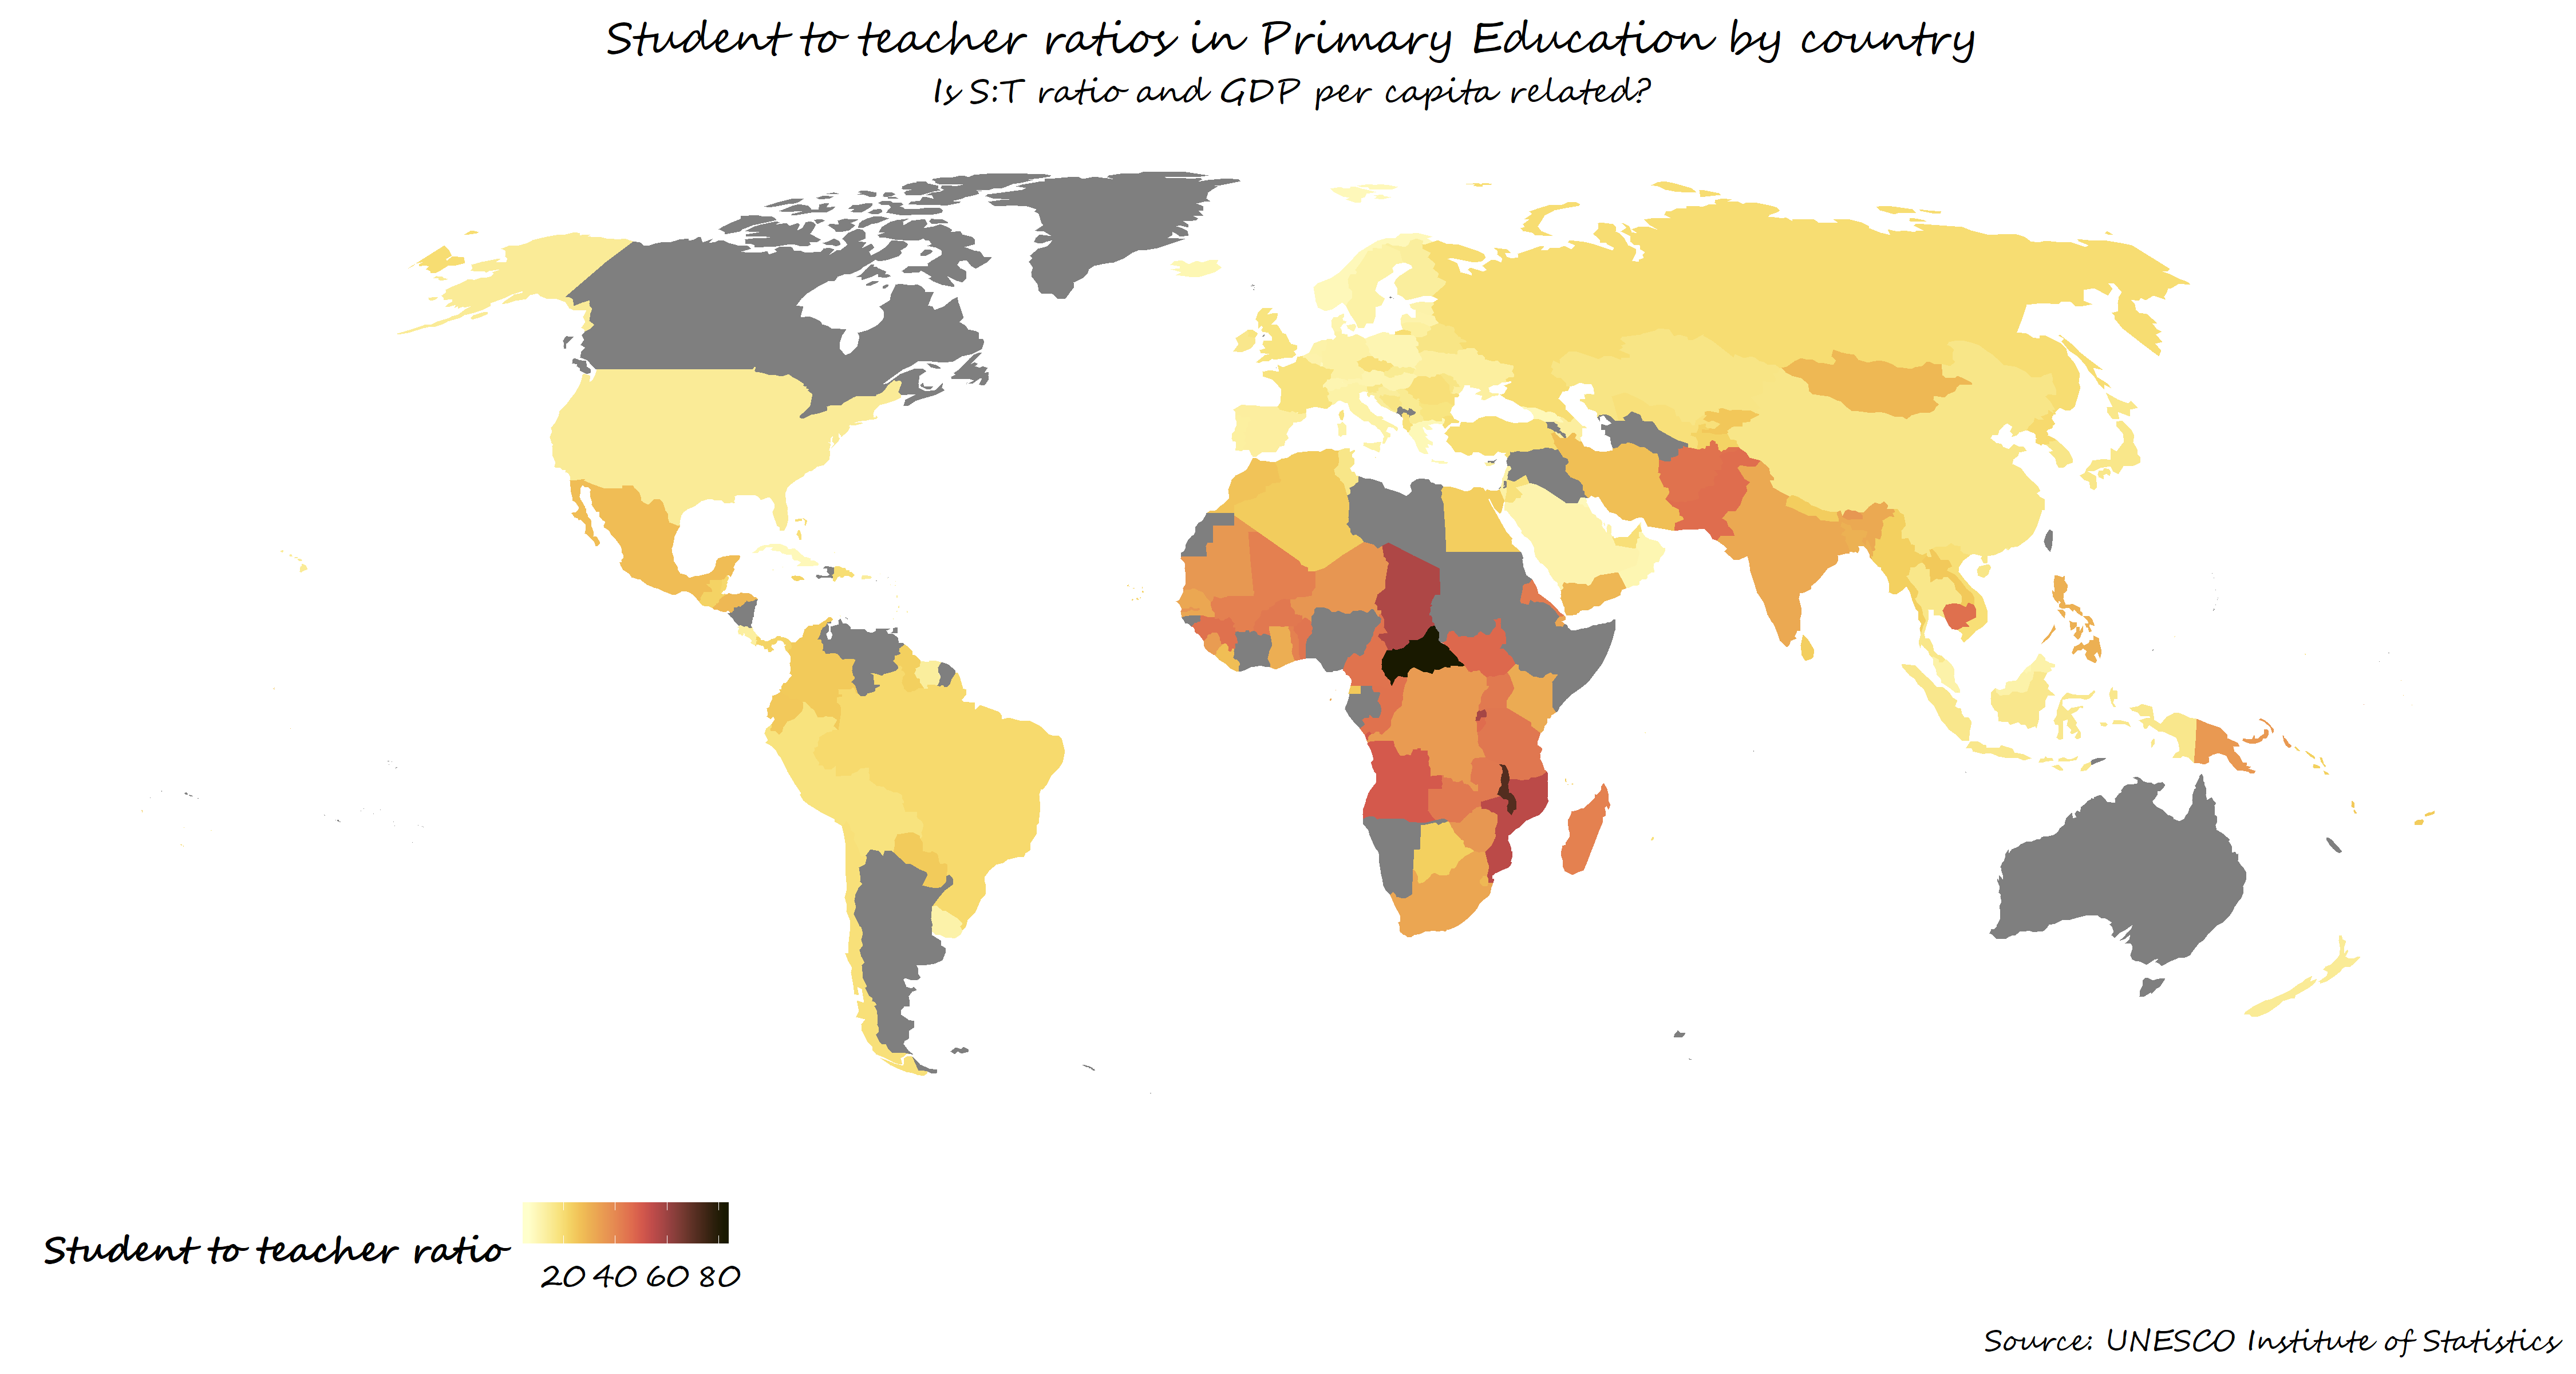 Student to teacher ratios in Primary Education by country
Is S:T ratio and GDP per capita related?
Student to teacher ratio
20 40 60 80
Source: UNESCO Institute of Statistics